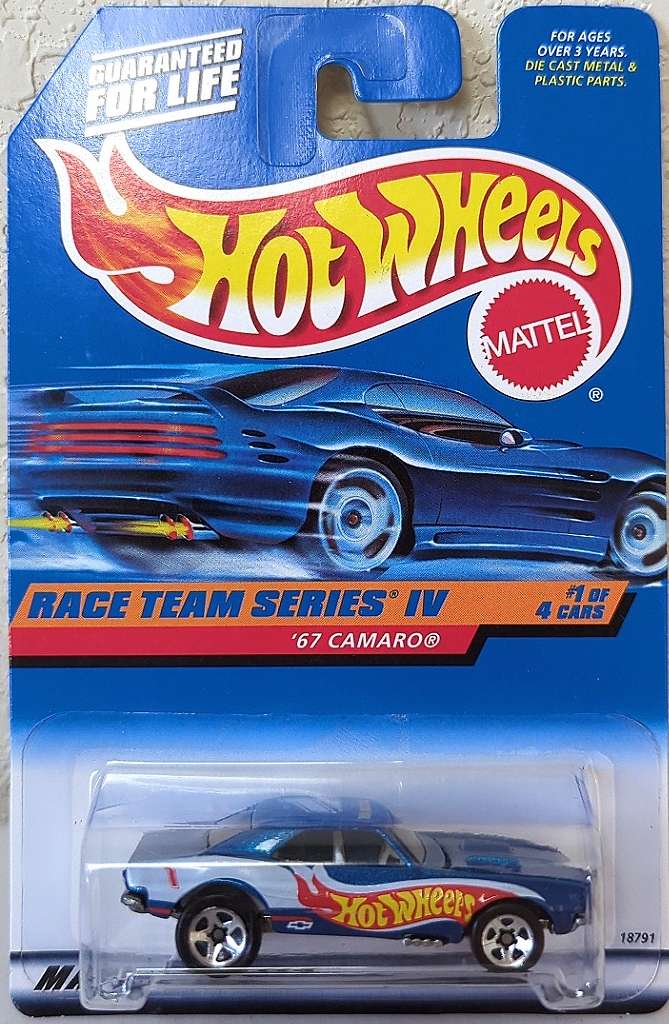 GUARANTEED
FOR LIFE
FOR AGES
OVER 3 YEARS.
DIE CAST METAL &
PLASTIC PARTS.
HOT WHEELS
MATTEL
®
RACE TEAM SERIES® IV
#1 OF
4 CARS
'67 CAMARO®
HOT WHEELS
18791